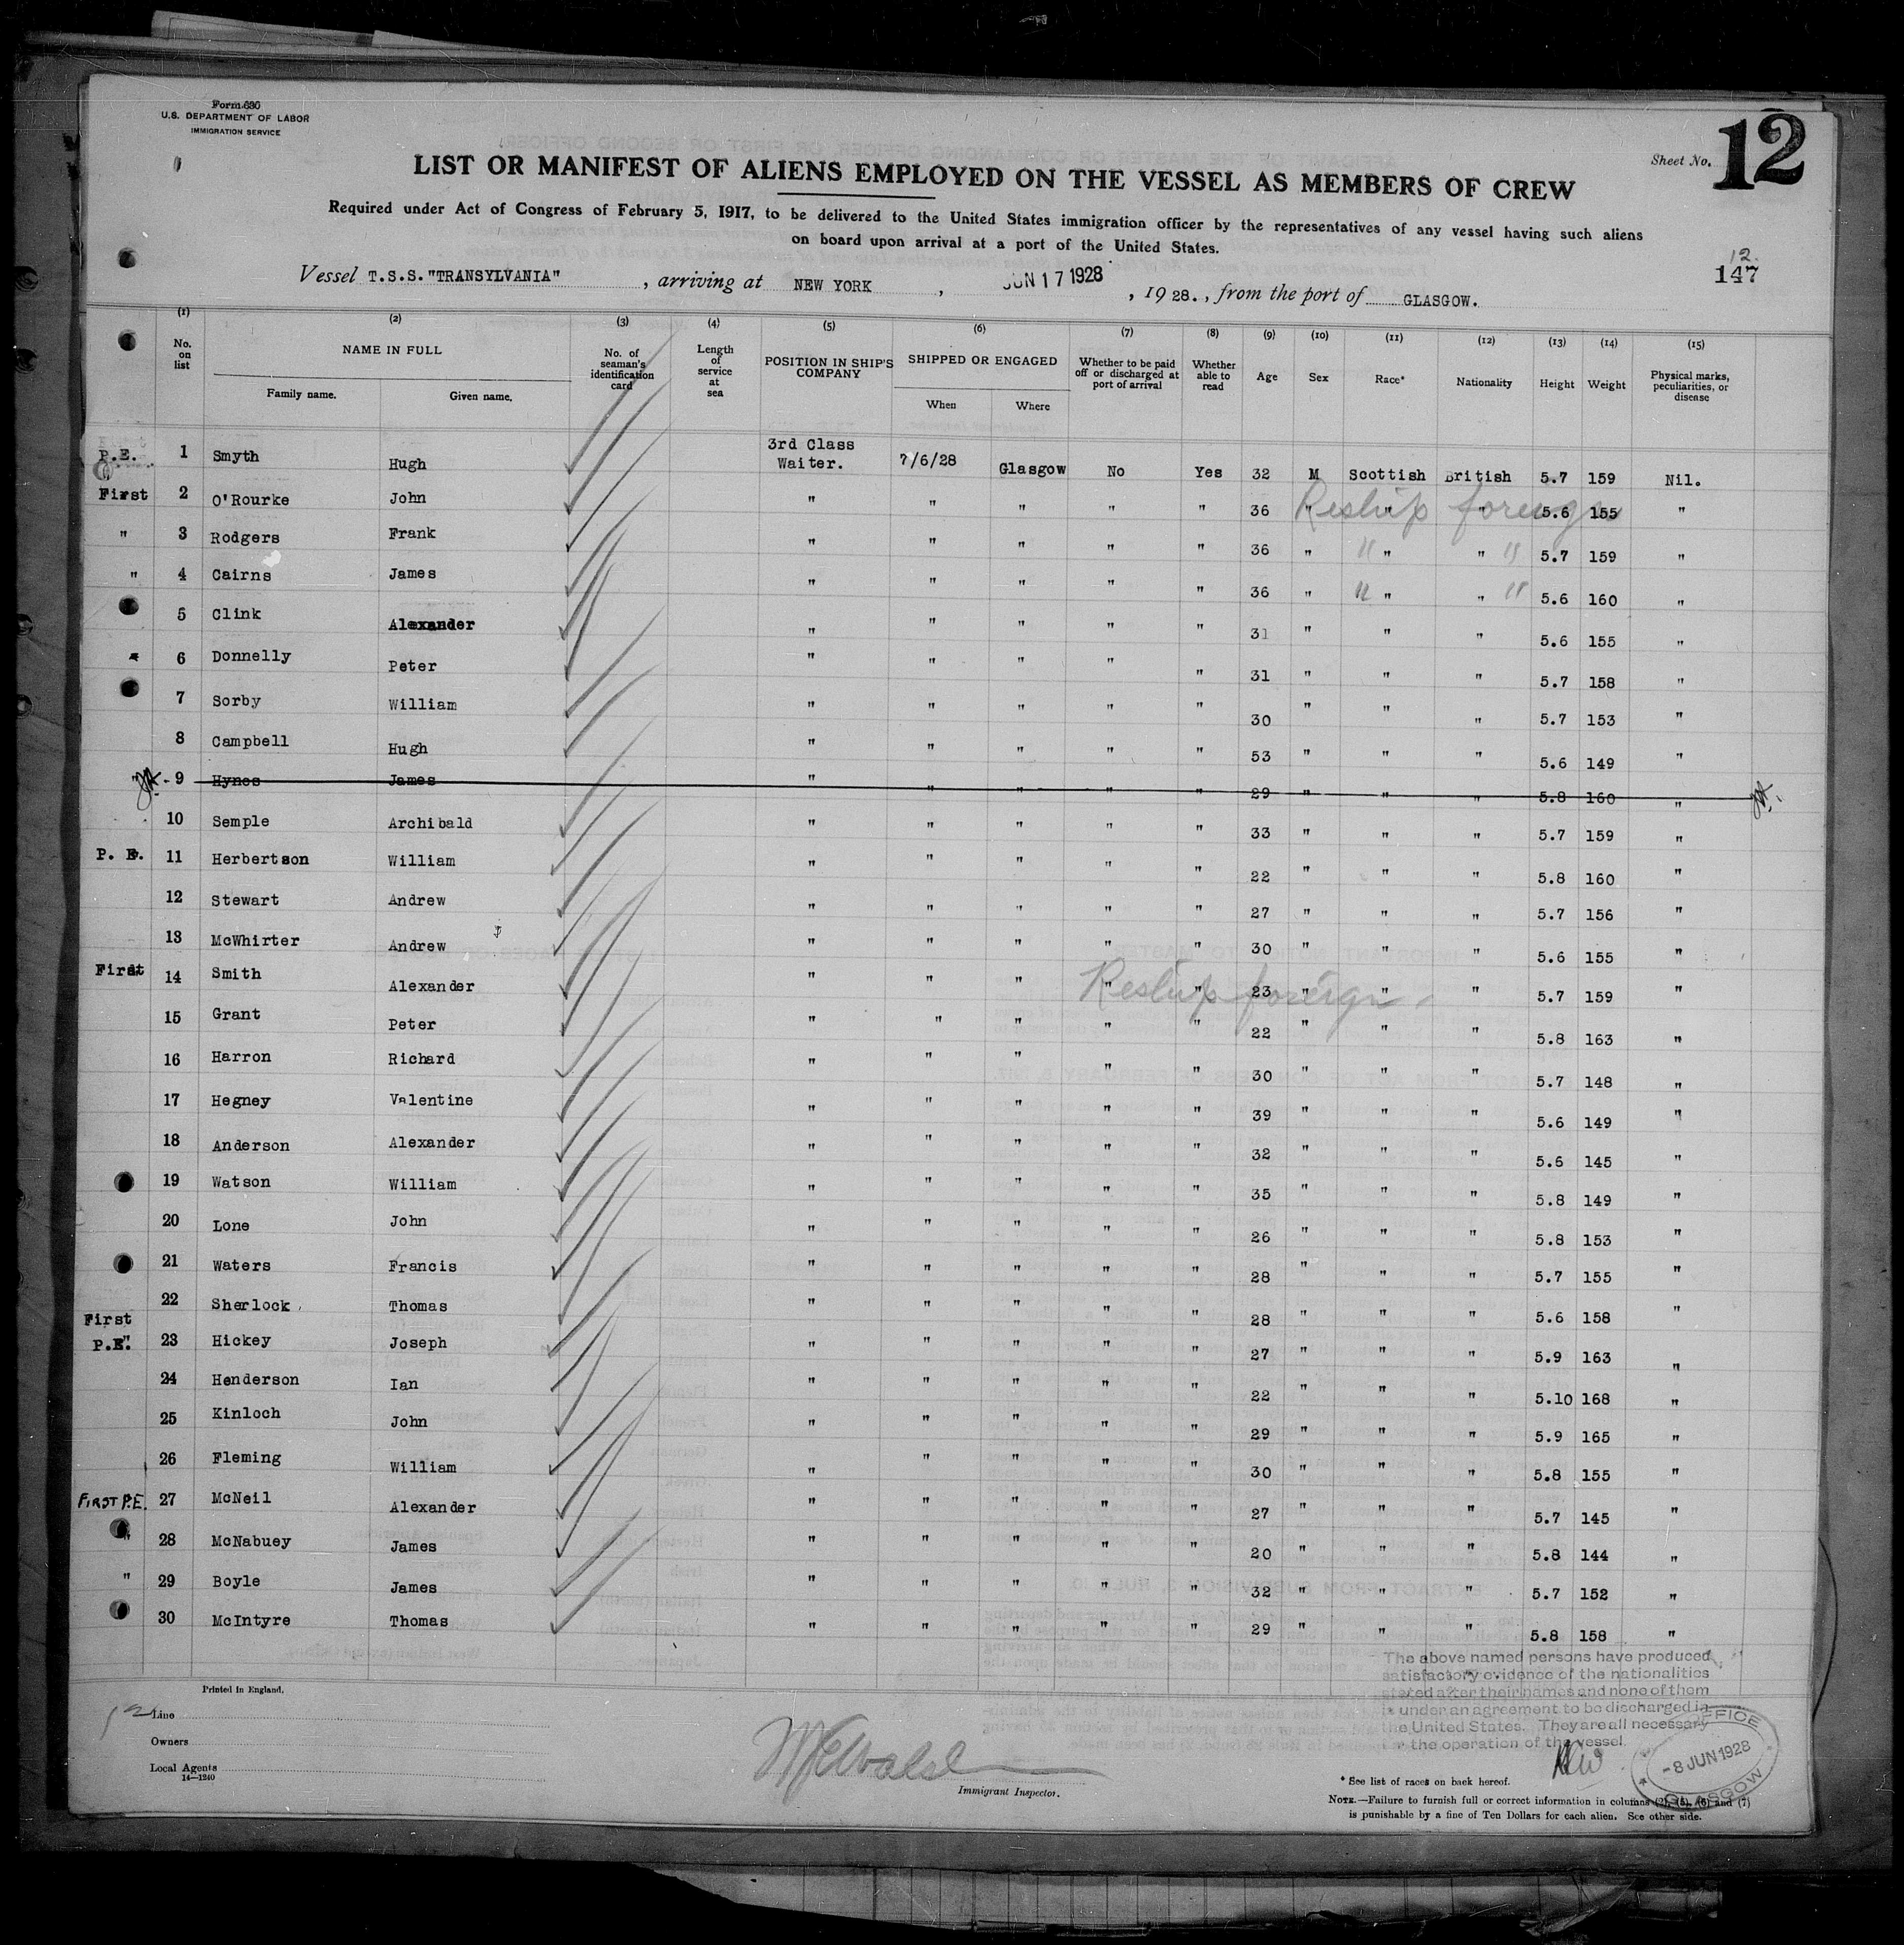 Form 680
U.S. DEPARTMENT OF LABOR
IMMIGRATION SERVICE
Sheet No. 12
LIST OR MANIFEST OF ALIENS EMPLOYED ON THE VESSEL AS MEMBERS OF CREW
Required under Act of Congress of February 5, 1917, to be delivered to the United States immigration officer by the representatives of any vessel having such aliens
on board upon arrival at a port of the United States.
12.
147
Vessel T.S.S. "TRANSYLVANIA", arriving at NEW YORK, JUN 17 1928, 1928., from the port of GLASGOW.
(1) (2) (3) (4) (5) (6) (7) (8) (9) (10) (11) (12) (13) (14) (15)
No. on list NAME IN FULL Family name. Given name. No. of seaman's identification card Length of service at sea POSITION IN SHIP'S COMPANY SHIPPED OR ENGAGED When Where Whether to be paid off or discharged at port of arrival Whether able to read Age Sex Race* Nationality Height Weight Physical marks, peculiarities, or disease
P.E. 1 Smyth Hugh 3rd Class Waiter. 7/6/28 Glasgow No Yes 32 M Scottish British 5.7 159 Nil.
First 2 O'Rourke John " " " " " 36 " " " 5.6 155 "
Reship foreign
" 3 Rodgers Frank " " " " " 36 " " " 5.7 159 "
" "
" 4 Cairns James " " " " " 36 " " " 5.6 160 "
" "
5 Clink Alexander " " " " " 31 " " " 5.6 155 "
" 6 Donnelly Peter " " " " " 31 " " " 5.7 158 "
7 Sorby William " " " " " 30 " " " 5.7 153 "
8 Campbell Hugh " " " " " 53 " " " 5.6 149 "
9 Hynes James " " " " " 29 " " " 5.8 160 "
10 Semple Archibald " " " " " 33 " " " 5.7 159 "
P. E. 11 Herbertson William " " " " " 22 " " " 5.8 160 "
12 Stewart Andrew " " " " " 27 " " " 5.7 156 "
13 McWhirter Andrew " " " " " 30 " " " 5.6 155 "
First 14 Smith Alexander " " " " " 23 " " " 5.7 159 "
Reship foreign
15 Grant Peter " " " " " 22 " " " 5.8 163 "
16 Harron Richard " " " " " 30 " " " 5.7 148 "
17 Hegney Valentine " " " " " 39 " " " 5.6 149 "
18 Anderson Alexander " " " " " 32 " " " 5.6 145 "
19 Watson William " " " " " 35 " " " 5.8 149 "
20 Lone John " " " " " 26 " " " 5.8 153 "
21 Waters Francis " " " " " 28 " " " 5.7 155 "
22 Sherlock Thomas " " " " " 28 " " " 5.6 158 "
First
P.E. 23 Hickey Joseph " " " " " 27 " " " 5.9 163 "
24 Henderson Ian " " " " " 22 " " " 5.10 168 "
25 Kinloch John " " " " " 29 " " " 5.9 165 "
26 Fleming William " " " " " 30 " " " 5.8 155 "
FIRST P.E. 27 McNeil Alexander " " " " " 27 " " " 5.7 145 "
" 28 McNabuey James " " " " " 20 " " " 5.8 144 "
" 29 Boyle James " " " " " 32 " " " 5.7 152 "
30 McIntyre Thomas " " " " " 29 " " " 5.8 158 "
The above named persons have produced
satisfactory evidence of the nationalities
stated after their names and none of them
is under an agreement to be discharged in
the United States. They are all necessary
for the operation of the vessel.
Printed in England.
12
Line
Owners
Local Agents
14—1240
Immigrant Inspector.
OFFICE
-8 JUN 1928
GLASGOW
* See list of races on back hereof.
NOTE.—Failure to furnish full or correct information in columns (2), (5), (6) and (7)
is punishable by a fine of Ten Dollars for each alien. See other side.